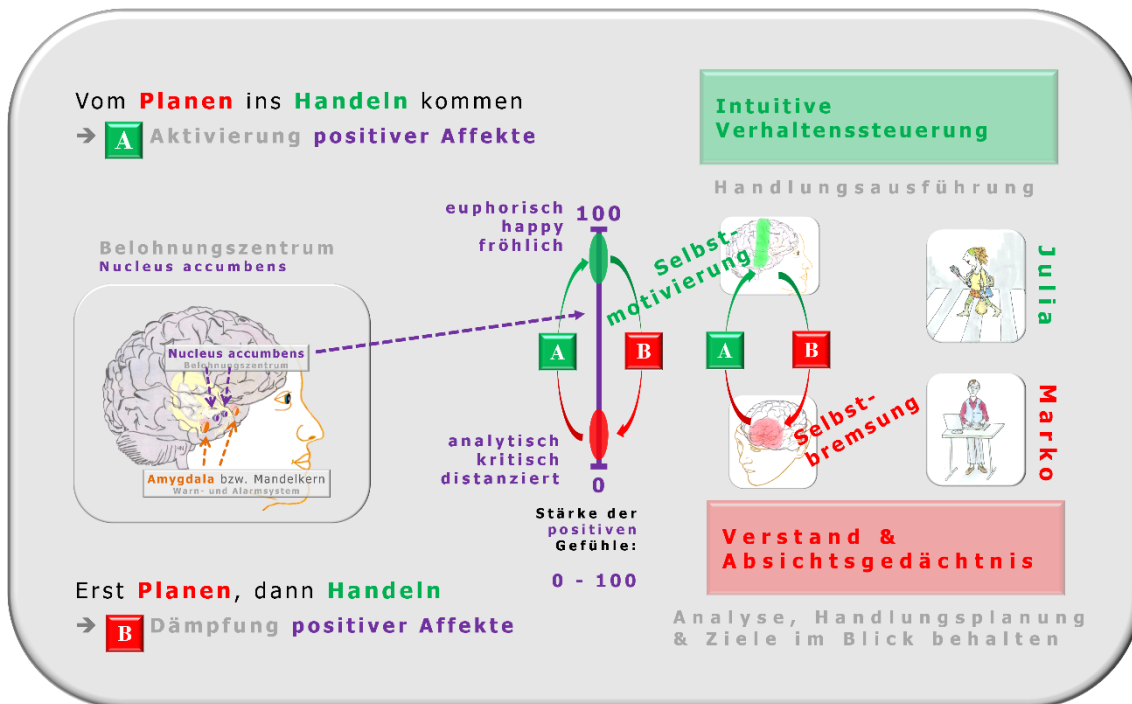 Vom Planen ins Handeln kommen
→ A Aktivierung positiver Affekte
Intuitive
Verhaltenssteuerung
Handlungsausführung
euphorisch
happy
fröhlich
100
Belohnungszentrum
Nucleus accumbens
Nucleus accumbens
Belohnungszentrum
Amygdala bzw. Mandelkern
Warn- und Alarmsystem
A
B
analytisch
kritisch
distanziert
0
Stärke der
positiven
Gefühle:
0 - 100
Selbst-
motivierung
A
B
Selbst-
bremsung
Julia
Marko
Verstand &
Absichtsgedächtnis
Analyse, Handlungsplanung
& Ziele im Blick behalten
Erst Planen, dann Handeln
→ B Dämpfung positiver Affekte